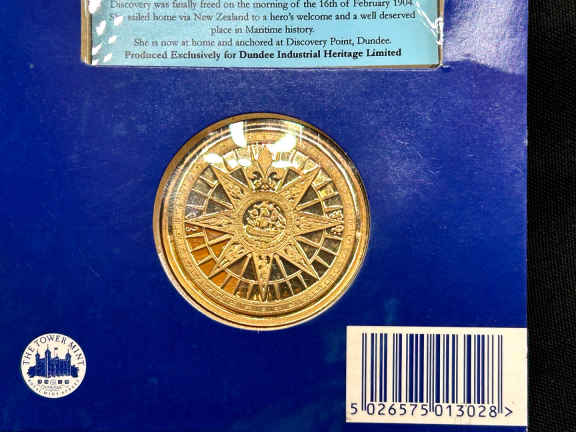 Discovery was finally freed on the morning of the 16th of February 1904
She sailed home via New Zealand to a hero's welcome and a well deserved
place in Maritime history.
She is now at home and anchored at Discovery Point, Dundee.
Produced Exclusively for Dundee Industrial Heritage Limited
THE TOWER MINT
5 026575 013028 >